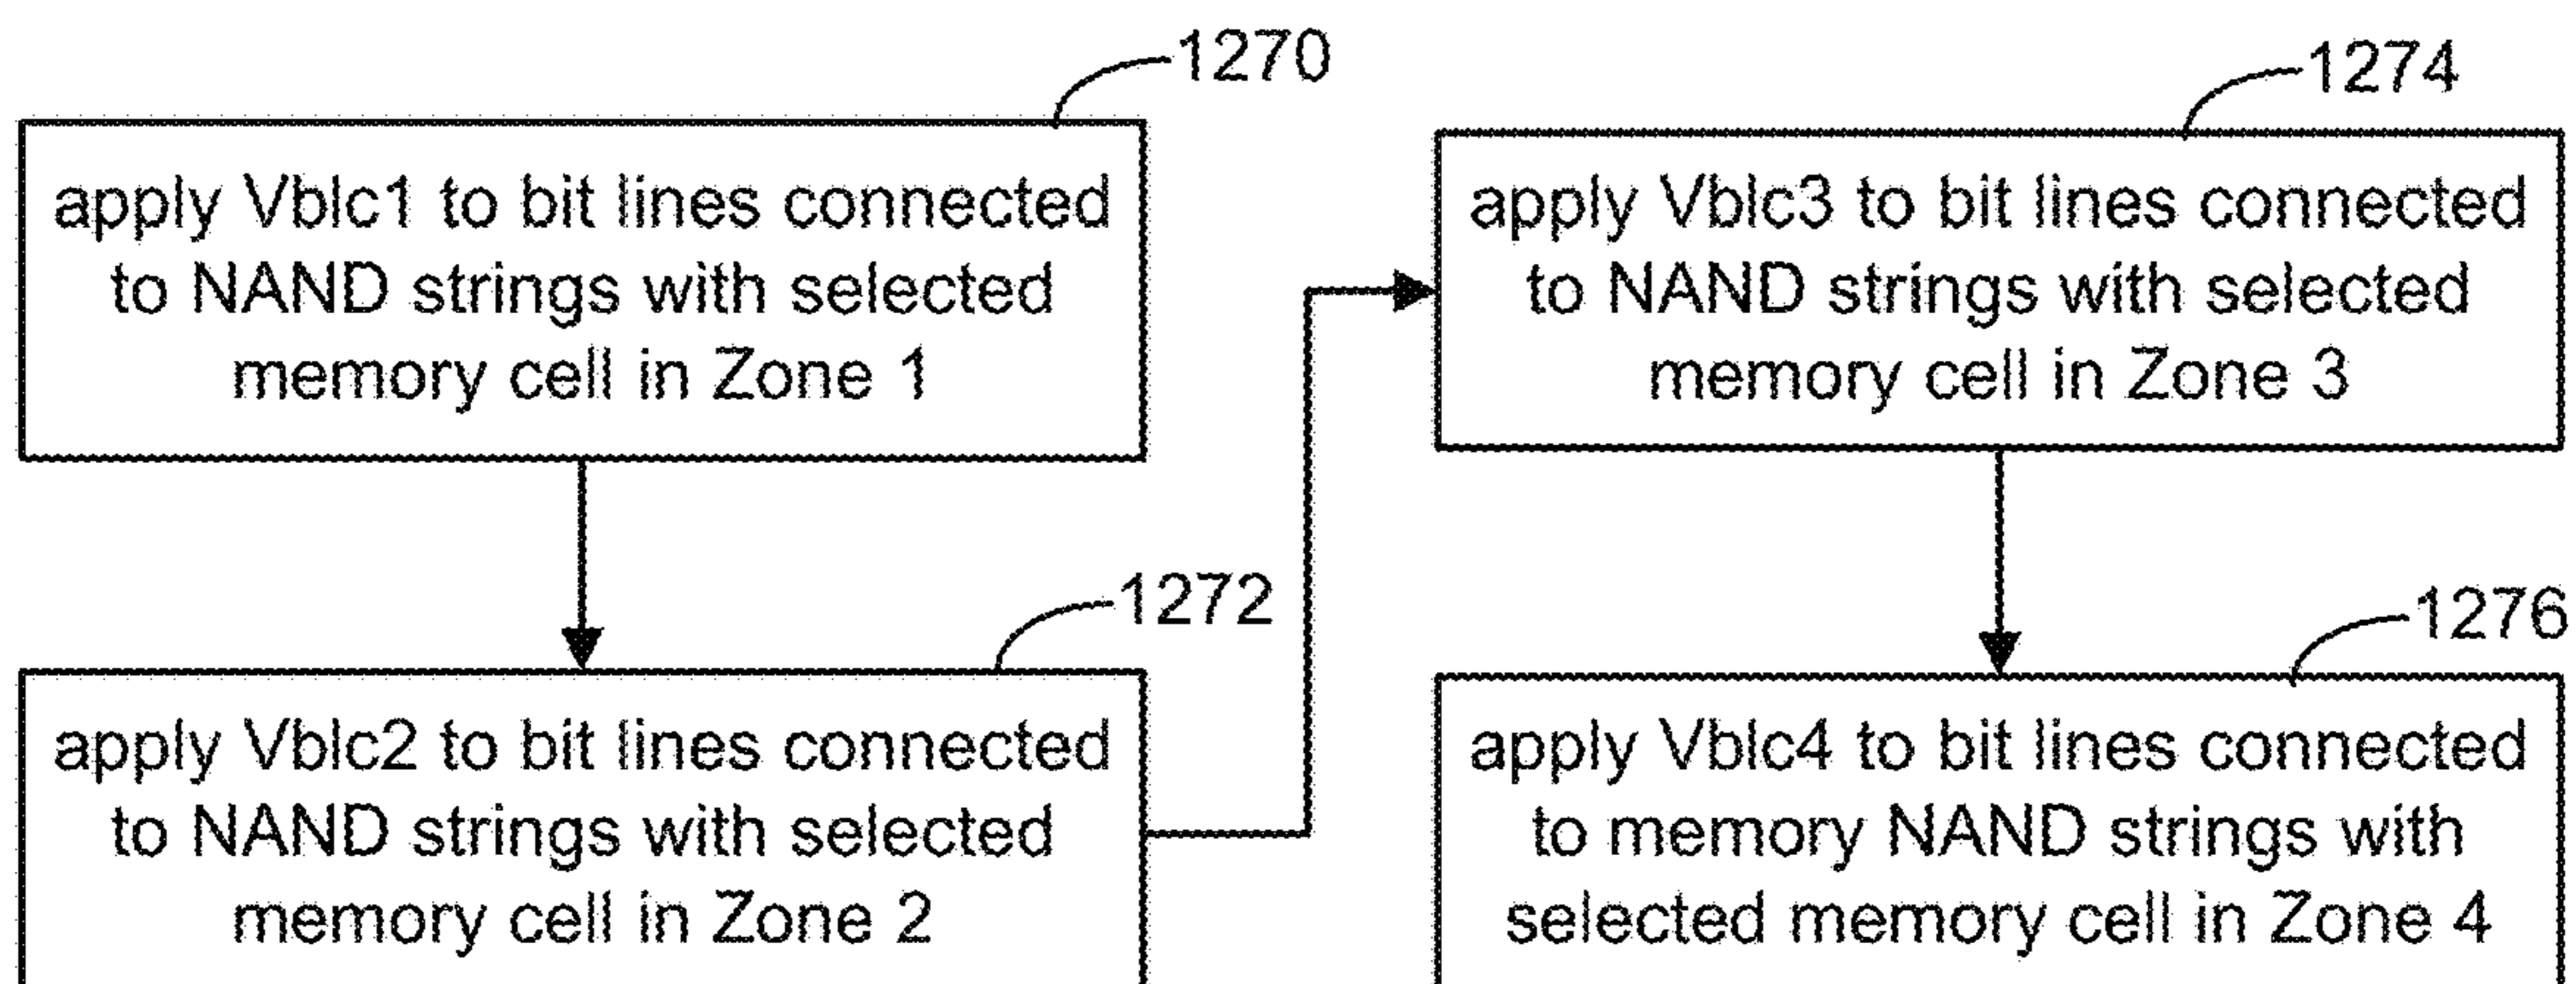 1270
apply Vblc1 to bit lines connected
to NAND strings with selected
memory cell in Zone 1
1272
apply Vblc2 to bit lines connected
to NAND strings with selected
memory cell in Zone 2
1274
apply Vblc3 to bit lines connected
to NAND strings with selected
memory cell in Zone 3
1276
apply Vblc4 to bit lines connected
to memory NAND strings with
selected memory cell in Zone 4